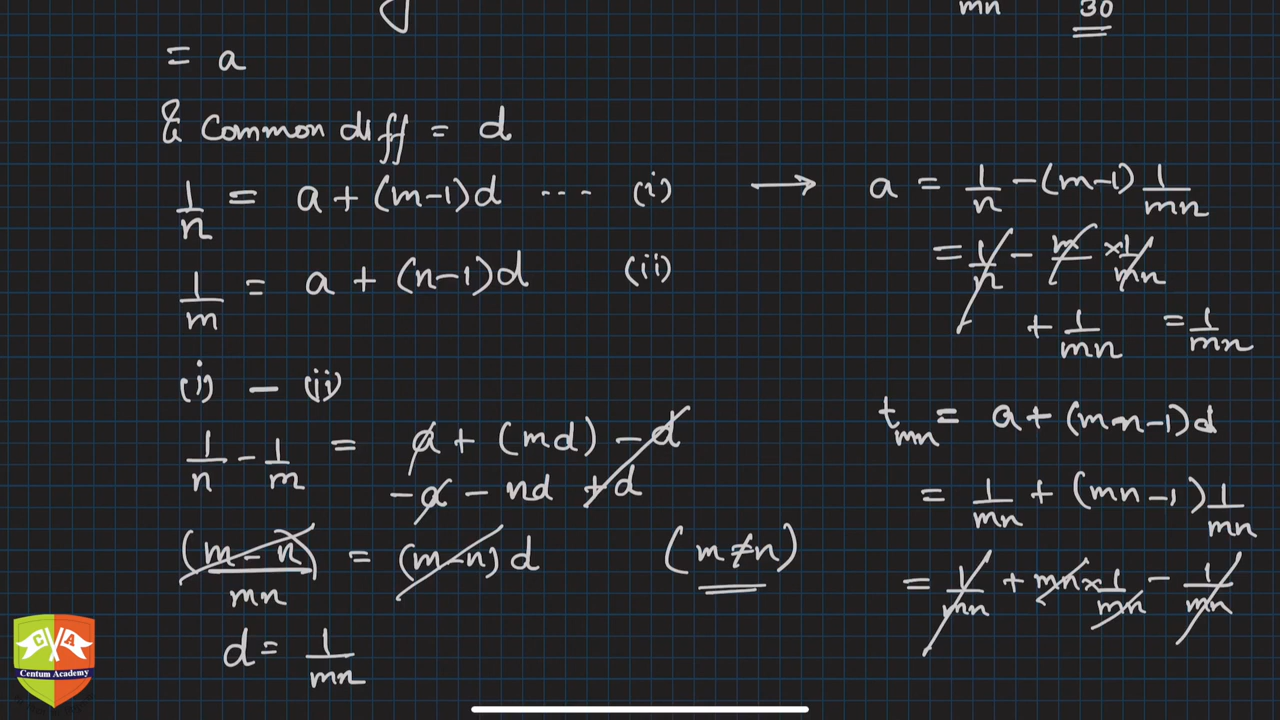 = a
& Common diff = d
1/n = a + (m-1)d ---- (i)
1/m = a + (n-1)d (ii)
(i) - (ii)
1/n - 1/m = a + (md) - d
- a - nd + d
(m - n)/mn = (m-n) d (m ≠ n)
d = 1/mn
mn 30
→ a = 1/n - (m-1) 1/mn
= 1/n - m × 1/mn
+ 1/mn = 1/mn
t_mn = a + (mn-1)d
= 1/mn + (mn-1) 1/mn
= 1/mn + mn × 1/mn - 1/mn
C A
Centum Academy